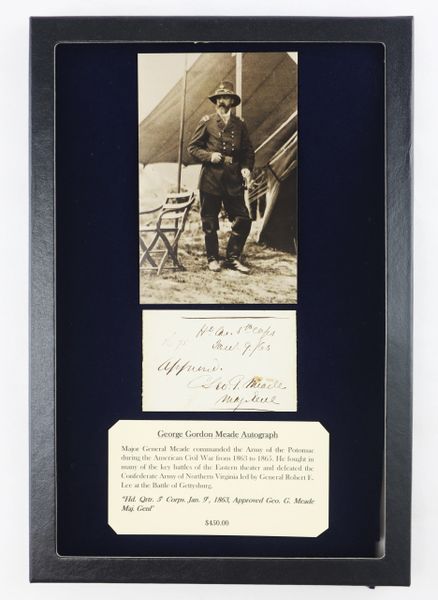 Hd Qrs. 5th Corps
Jan'y 9/63
Approved.
Geo. G. Meade
Maj Genl
George Gordon Meade Autograph
Major General Meade commanded the Army of the Potomac
during the American Civil War from 1863 to 1865. He fought in
many of the key battles of the Eastern theater and defeated the
Confederate Army of Northern Virginia led by General Robert E.
Lee at the Battle of Gettysburg.
"Hd. Qrtr. 5th Corps. Jan. 9th, 1863, Approved Geo. G. Meade
Maj. Genl"
$450.00